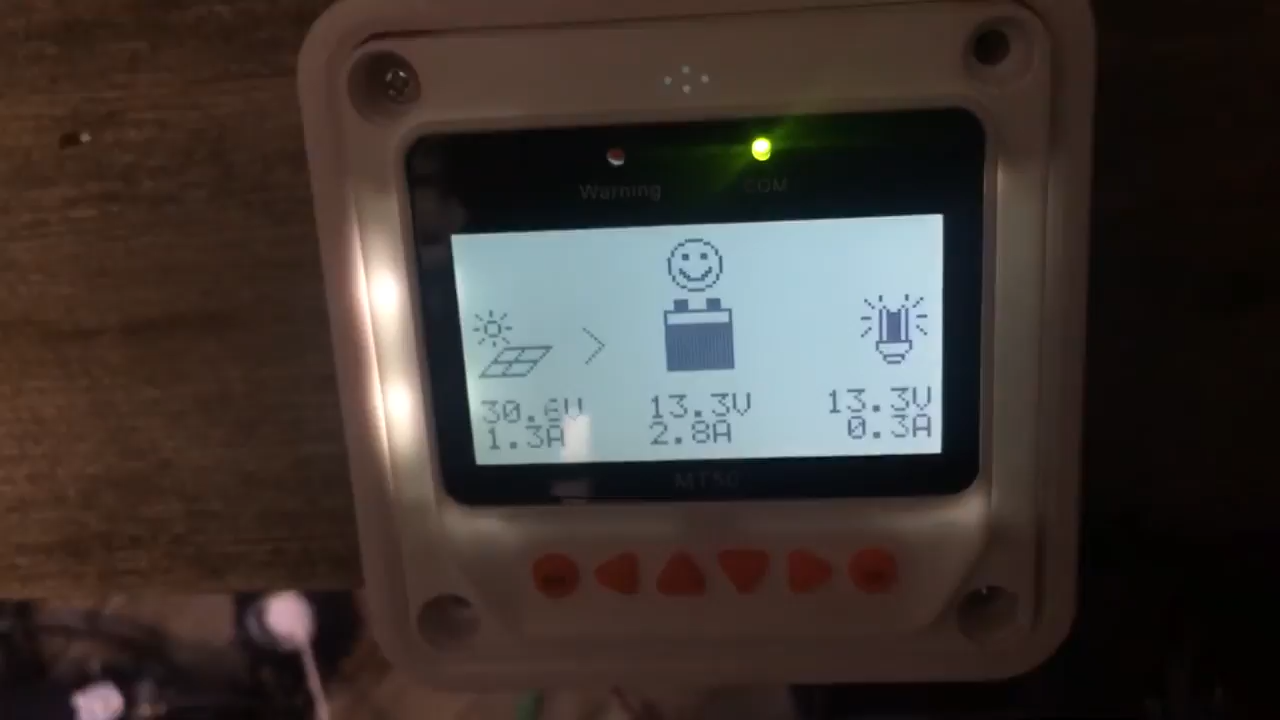 Warning
COM
30.6V 13.3V 13.3V
1.3A 2.8A 0.3A
MT50